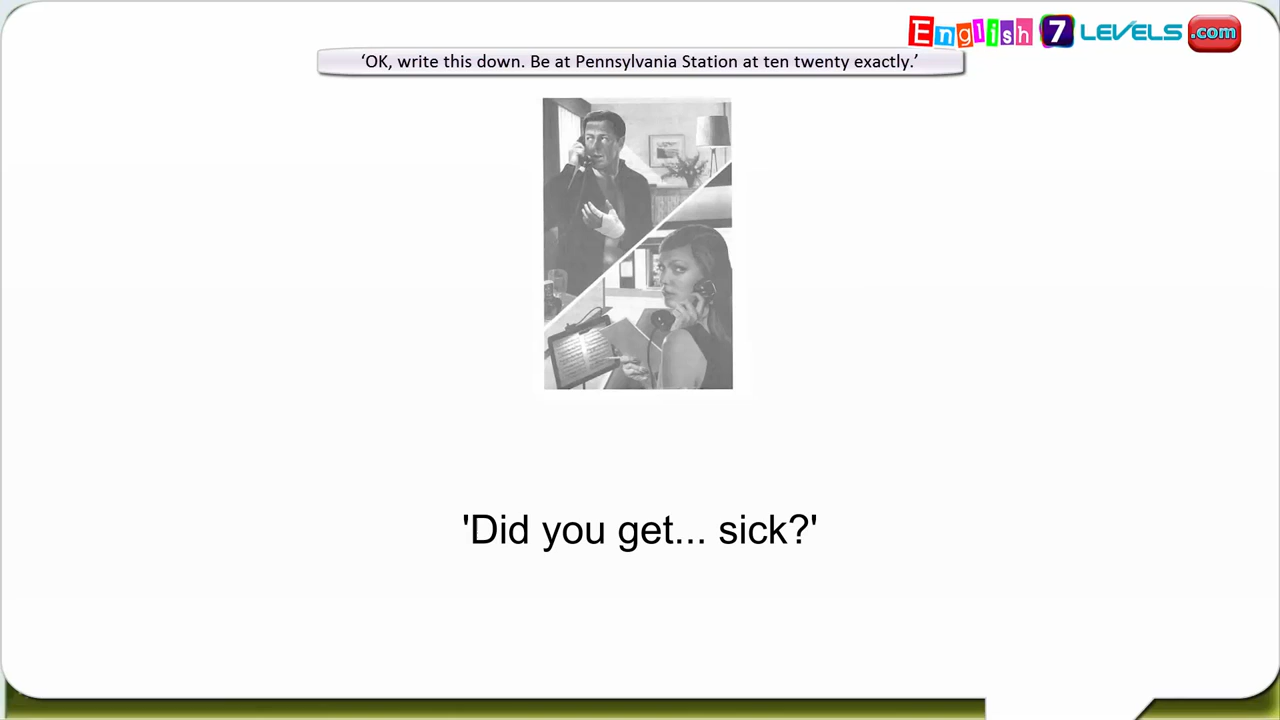 English 7 LEVELS .com
‘OK, write this down. Be at Pennsylvania Station at ten twenty exactly.’
'Did you get... sick?'